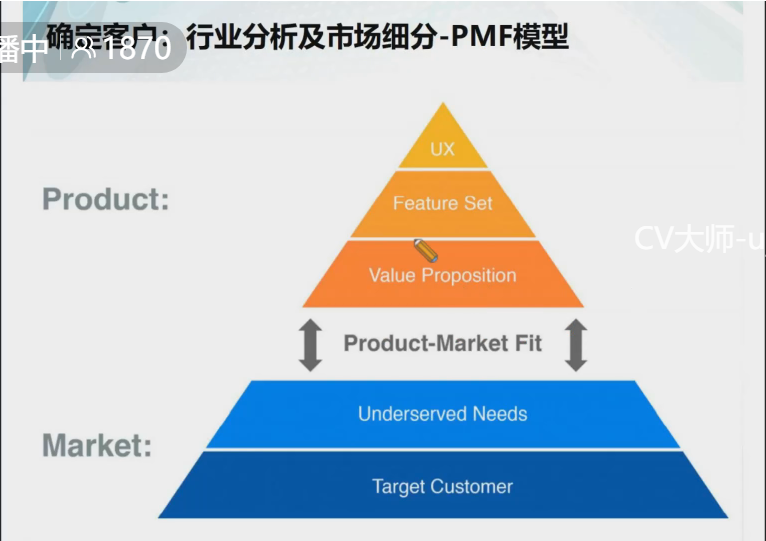 确定客户：行业分析及市场细分-PMF模型
播中 1870
UX
Product:
Feature Set
CV大师-u
Value Proposition
Product-Market Fit
Underserved Needs
Market:
Target Customer